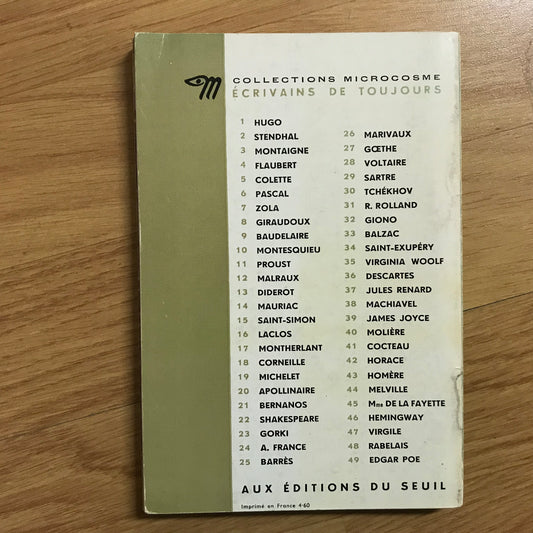 COLLECTIONS MICROCOSME
ÉCRIVAINS DE TOUJOURS
1 HUGO
2 STENDHAL
3 MONTAIGNE
4 FLAUBERT
5 COLETTE
6 PASCAL
7 ZOLA
8 GIRAUDOUX
9 BAUDELAIRE
10 MONTESQUIEU
11 PROUST
12 MALRAUX
13 DIDEROT
14 MAURIAC
15 SAINT-SIMON
16 LACLOS
17 MONTHERLANT
18 CORNEILLE
19 MICHELET
20 APOLLINAIRE
21 BERNANOS
22 SHAKESPEARE
23 GORKI
24 A. FRANCE
25 BARRÈS
26 MARIVAUX
27 GŒTHE
28 VOLTAIRE
29 SARTRE
30 TCHÉKHOV
31 R. ROLLAND
32 GIONO
33 BALZAC
34 SAINT-EXUPÉRY
35 VIRGINIA WOOLF
36 DESCARTES
37 JULES RENARD
38 MACHIAVEL
39 JAMES JOYCE
40 MOLIÈRE
41 COCTEAU
42 HORACE
43 HOMÈRE
44 MELVILLE
45 Mme DE LA FAYETTE
46 HEMINGWAY
47 VIRGILE
48 RABELAIS
49 EDGAR POE
AUX ÉDITIONS DU SEUIL
Imprimé en France 4-60